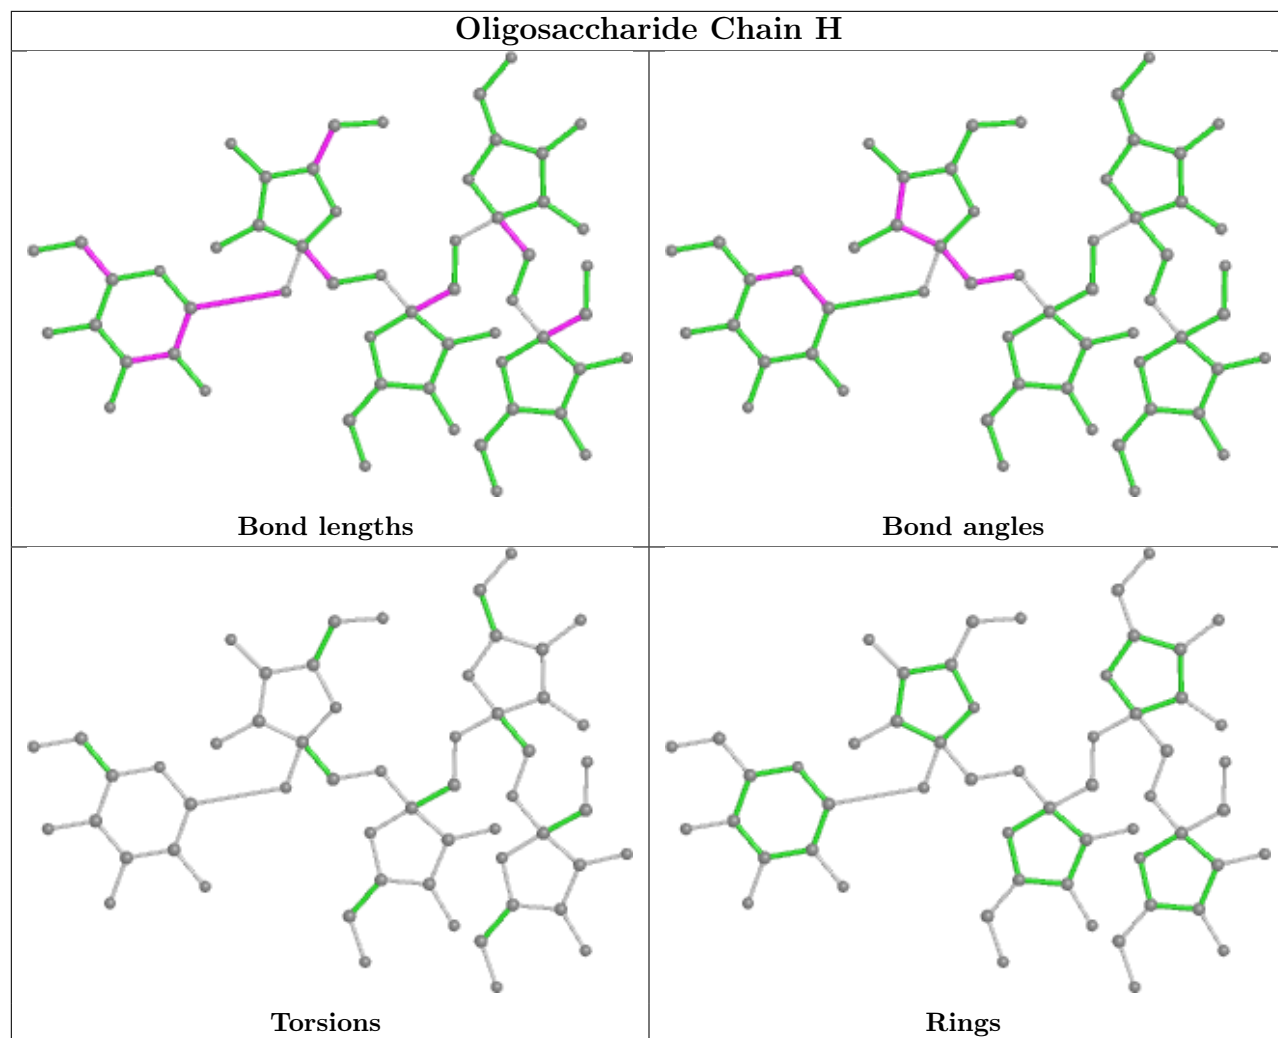 Oligosaccharide Chain H
Bond lengths
Bond angles
Torsions
Rings